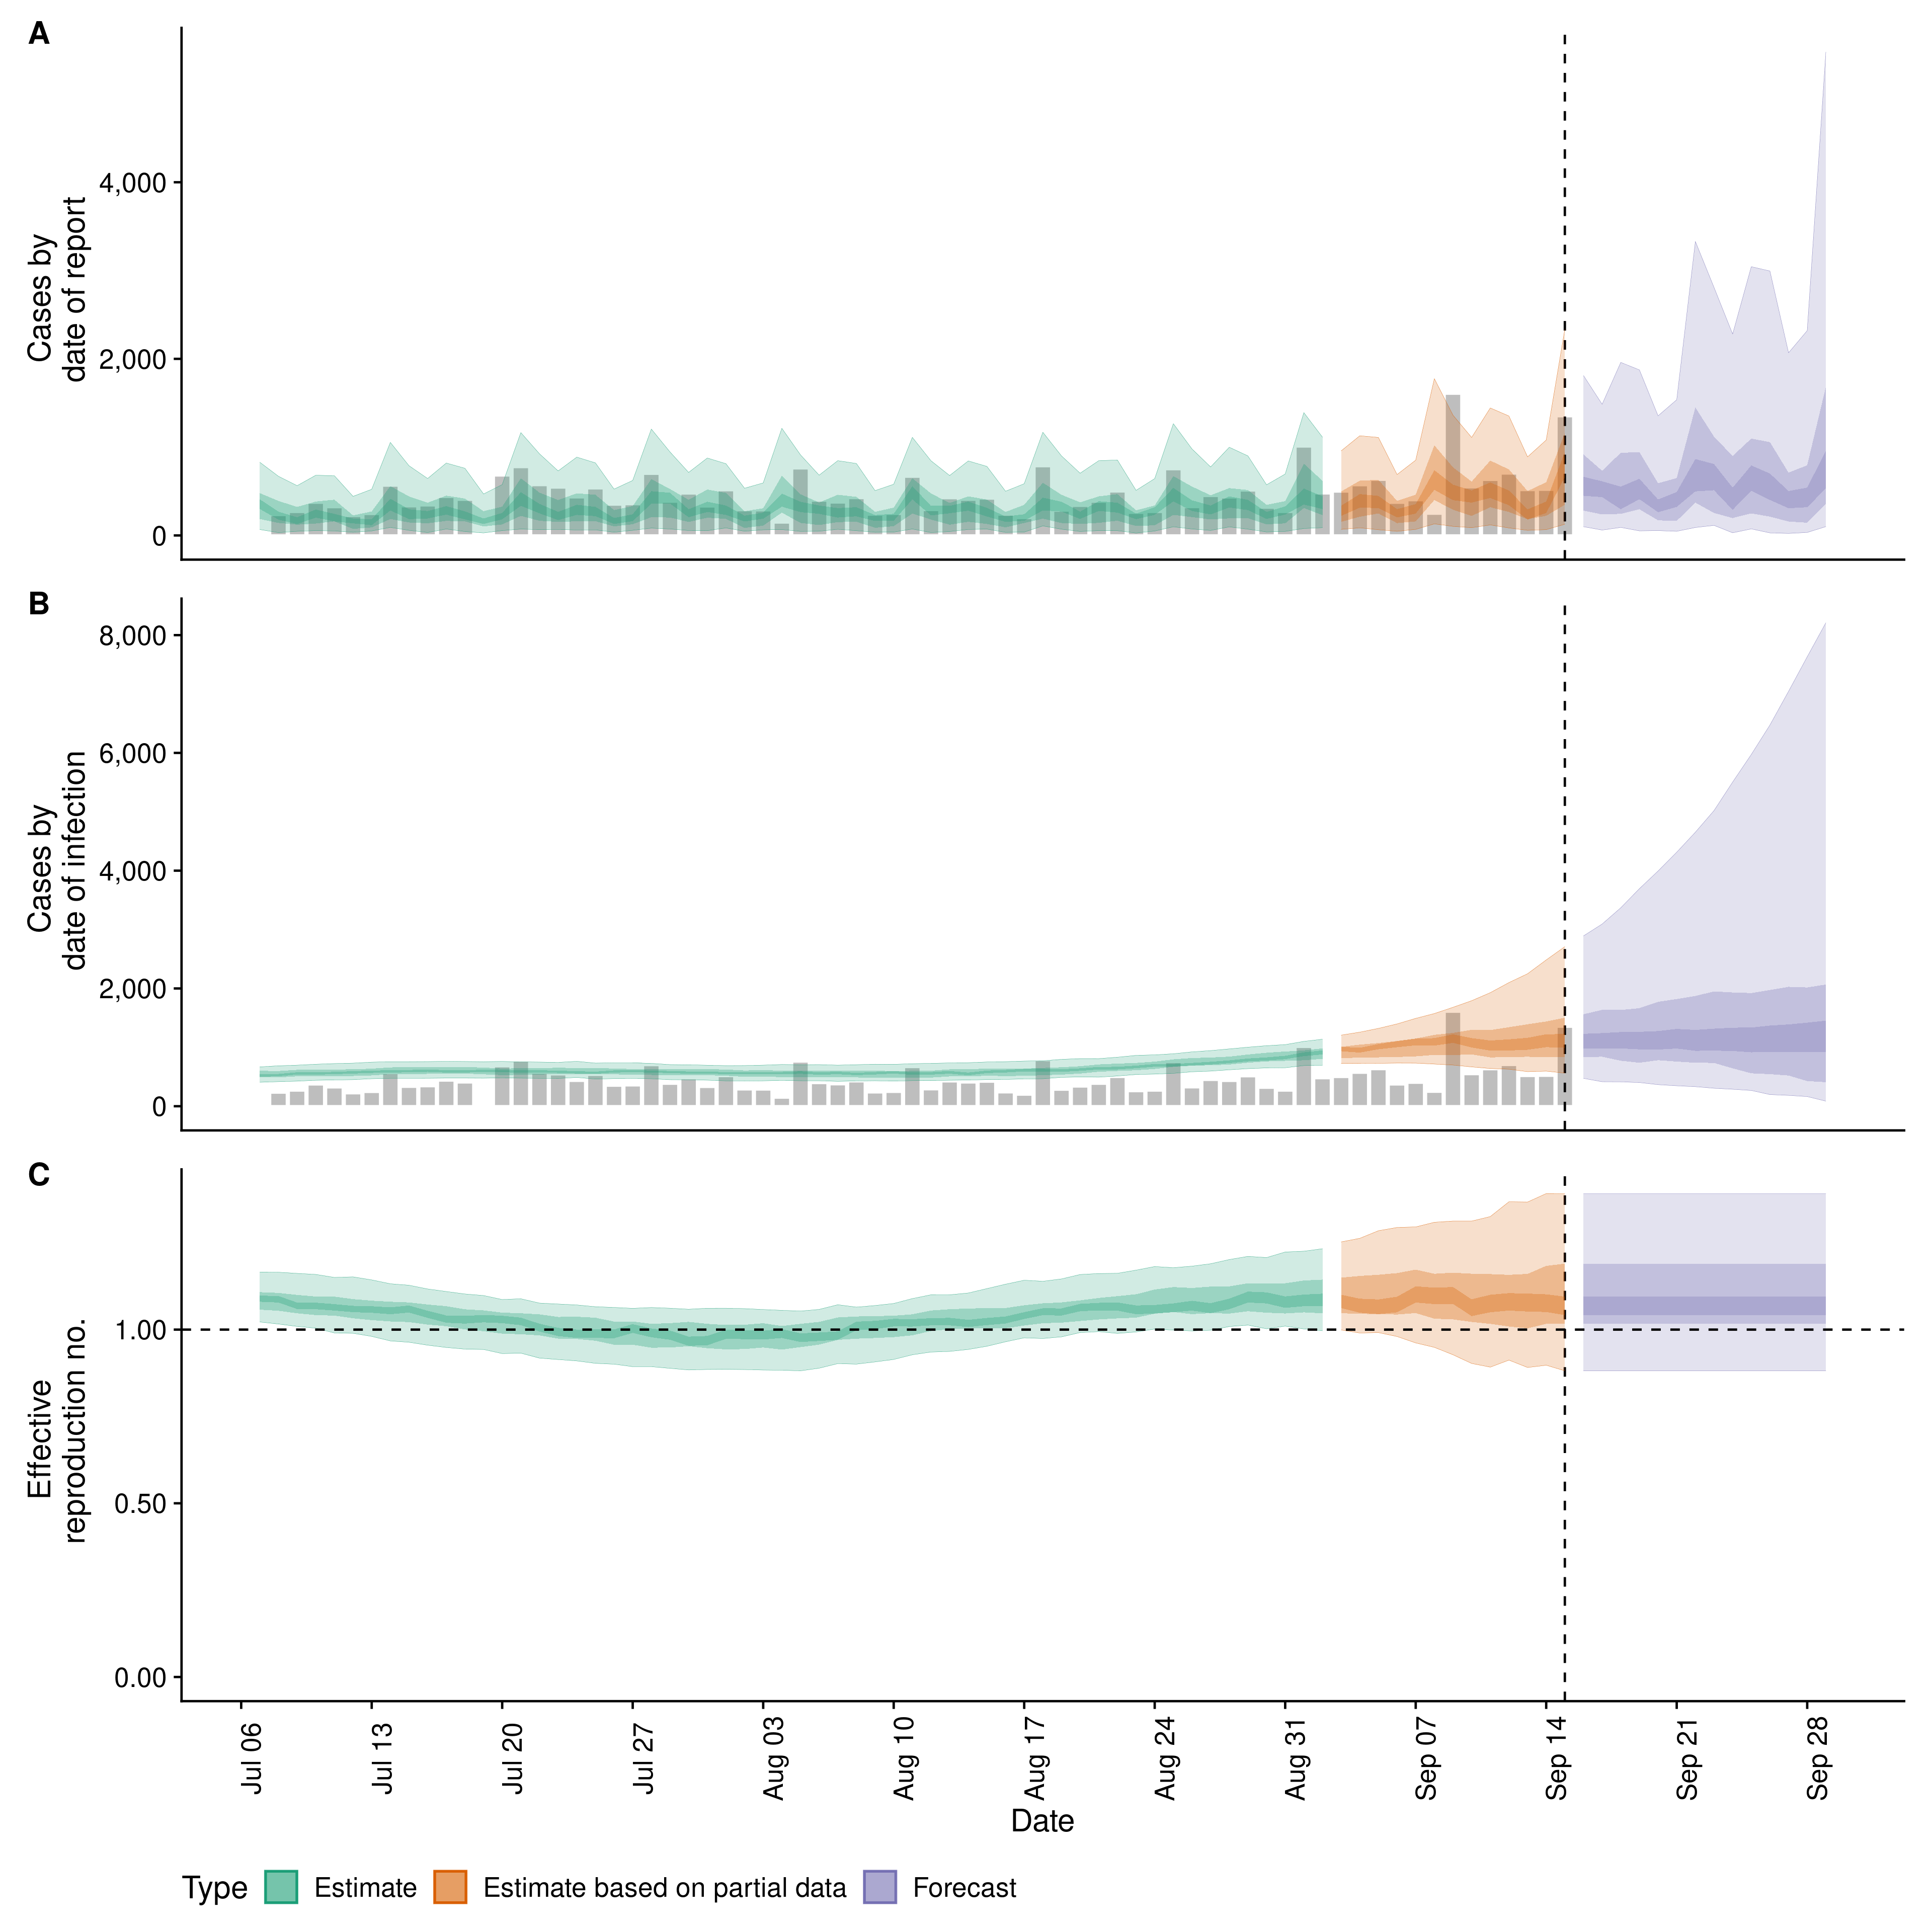 A
Cases by
date of report
4,000
2,000
0
B
Cases by
date of infection
8,000
6,000
4,000
2,000
0
C
Effective
reproduction no.
1.00
0.50
0.00
Jul 06
Jul 13
Jul 20
Jul 27
Aug 03
Aug 10
Aug 17
Aug 24
Aug 31
Sep 07
Sep 14
Sep 21
Sep 28
Date
Type Estimate Estimate based on partial data Forecast